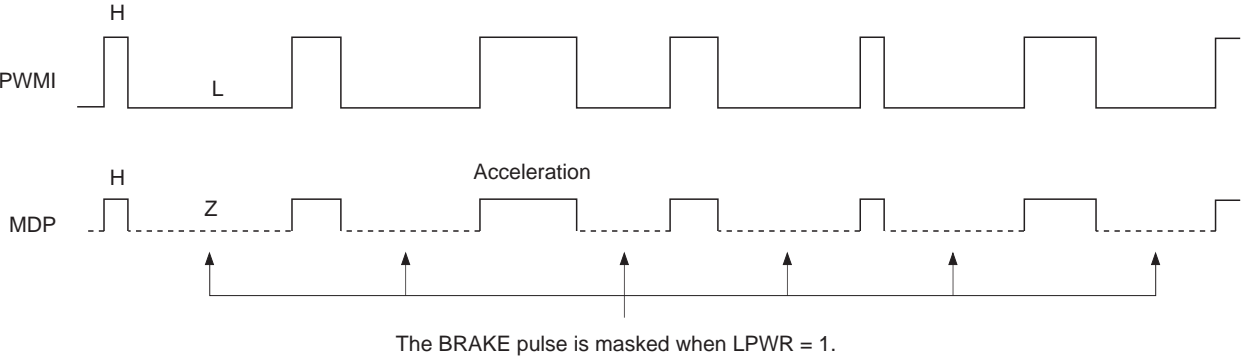 H
PWMI
L
Acceleration
H
Z
MDP
The BRAKE pulse is masked when LPWR = 1.